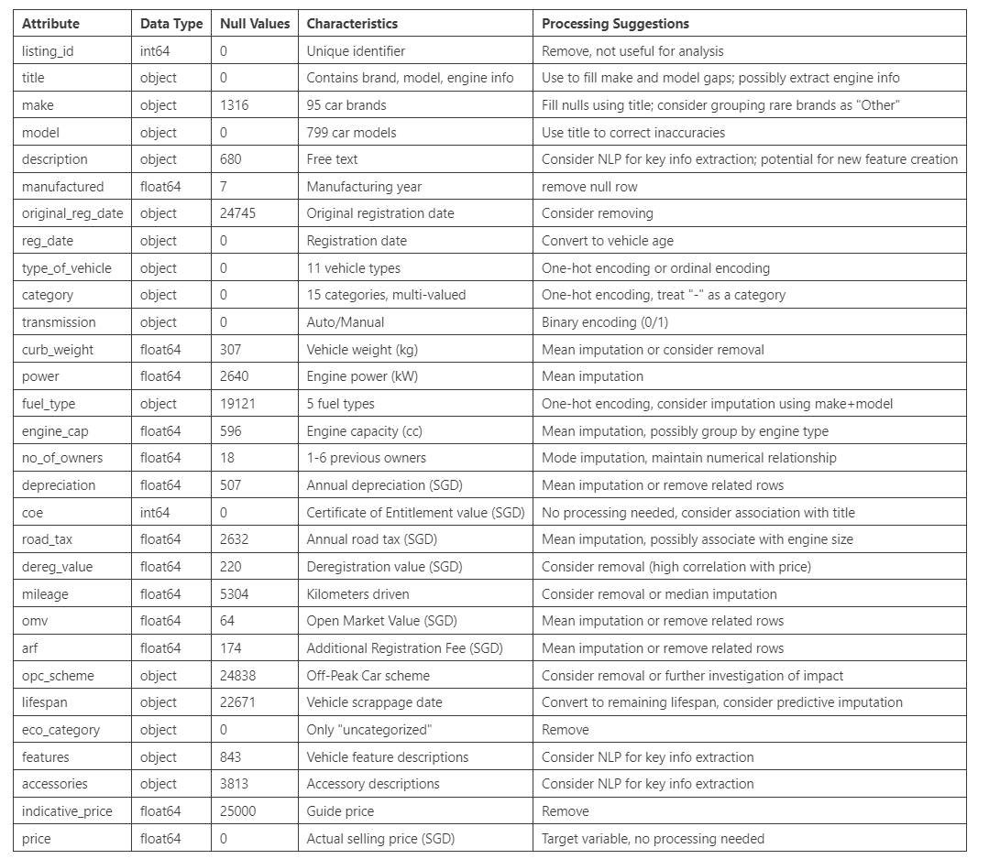 Attribute Data Type Null Values Characteristics Processing Suggestions
listing_id int64 0 Unique identifier Remove, not useful for analysis
title object 0 Contains brand, model, engine info Use to fill make and model gaps; possibly extract engine info
make object 1316 95 car brands Fill nulls using title; consider grouping rare brands as "Other"
model object 0 799 car models Use title to correct inaccuracies
description object 680 Free text Consider NLP for key info extraction; potential for new feature creation
manufactured float64 7 Manufacturing year remove null row
original_reg_date object 24745 Original registration date Consider removing
reg_date object 0 Registration date Convert to vehicle age
type_of_vehicle object 0 11 vehicle types One-hot encoding or ordinal encoding
category object 0 15 categories, multi-valued One-hot encoding, treat "-" as a category
transmission object 0 Auto/Manual Binary encoding (0/1)
curb_weight float64 307 Vehicle weight (kg) Mean imputation or consider removal
power float64 2640 Engine power (kW) Mean imputation
fuel_type object 19121 5 fuel types One-hot encoding, consider imputation using make+model
engine_cap float64 596 Engine capacity (cc) Mean imputation, possibly group by engine type
no_of_owners float64 18 1-6 previous owners Mode imputation, maintain numerical relationship
depreciation float64 507 Annual depreciation (SGD) Mean imputation or remove related rows
coe int64 0 Certificate of Entitlement value (SGD) No processing needed, consider association with title
road_tax float64 2632 Annual road tax (SGD) Mean imputation, possibly associate with engine size
dereg_value float64 220 Deregistration value (SGD) Consider removal (high correlation with price)
mileage float64 5304 Kilometers driven Consider removal or median imputation
omv float64 64 Open Market Value (SGD) Mean imputation or remove related rows
arf float64 174 Additional Registration Fee (SGD) Mean imputation or remove related rows
opc_scheme object 24838 Off-Peak Car scheme Consider removal or further investigation of impact
lifespan object 22671 Vehicle scrappage date Convert to remaining lifespan, consider predictive imputation
eco_category object 0 Only "uncategorized" Remove
features object 843 Vehicle feature descriptions Consider NLP for key info extraction
accessories object 3813 Accessory descriptions Consider NLP for key info extraction
indicative_price float64 25000 Guide price Remove
price float64 0 Actual selling price (SGD) Target variable, no processing needed